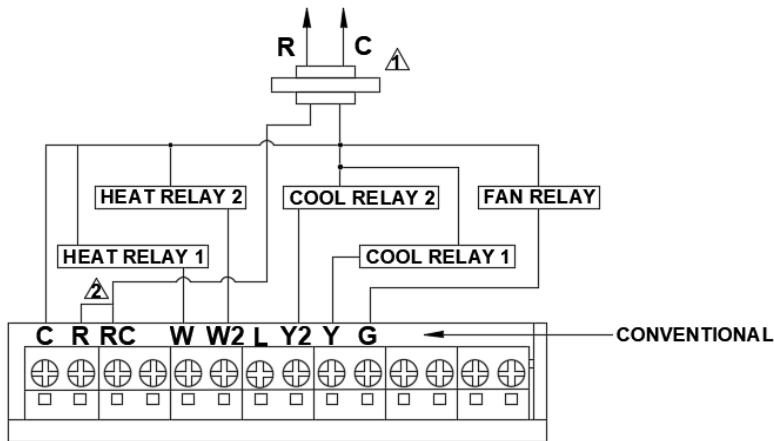 R C
1
HEAT RELAY 2 COOL RELAY 2 FAN RELAY
HEAT RELAY 1 COOL RELAY 1
2
C R RC W W2 L Y2 Y G
CONVENTIONAL